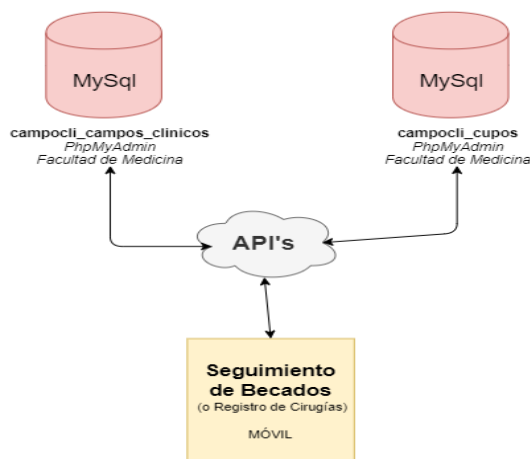 MySql
campocli_campos_clinicos
PhpMyAdmin
Facultad de Medicina
MySql
campocli_cupos
PhpMyAdmin
Facultad de Medicina
API's
Seguimiento
de Becados
(o Registro de Cirugías)
MÓVIL